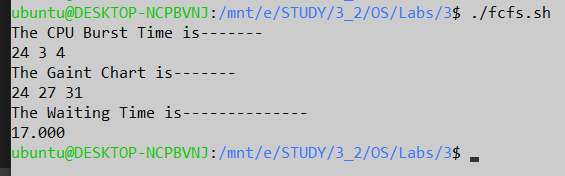 ubuntu@DESKTOP-NCPBVNJ:/mnt/e/STUDY/3_2/OS/Labs/3$ ./fcfs.sh
The CPU Burst Time is-------
24 3 4
The Gaint Chart is-------
24 27 31
The Waiting Time is--------------
17.000
ubuntu@DESKTOP-NCPBVNJ:/mnt/e/STUDY/3_2/OS/Labs/3$